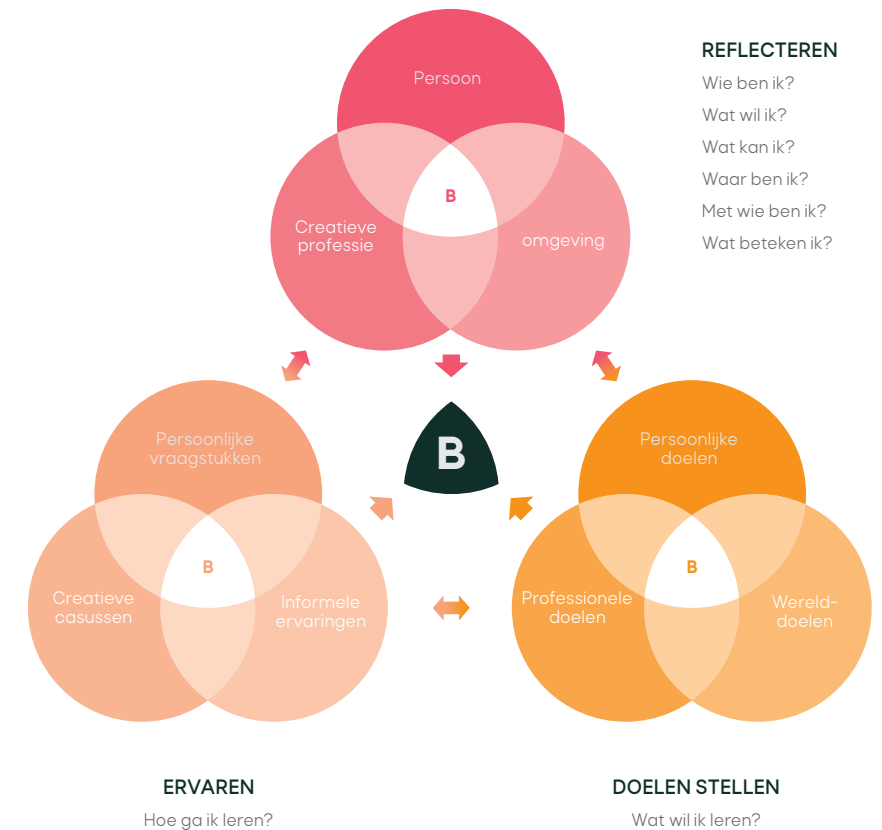 Persoon
Creatieve
professie
B
omgeving
REFLECTEREN
Wie ben ik?
Wat wil ik?
Wat kan ik?
Waar ben ik?
Met wie ben ik?
Wat beteken ik?
B
Persoonlijke
vraagstukken
Creatieve
casussen
B
Informele
ervaringen
Persoonlijke
doelen
Professionele
doelen
B
Wereld-
doelen
ERVAREN
Hoe ga ik leren?
DOELEN STELLEN
Wat wil ik leren?